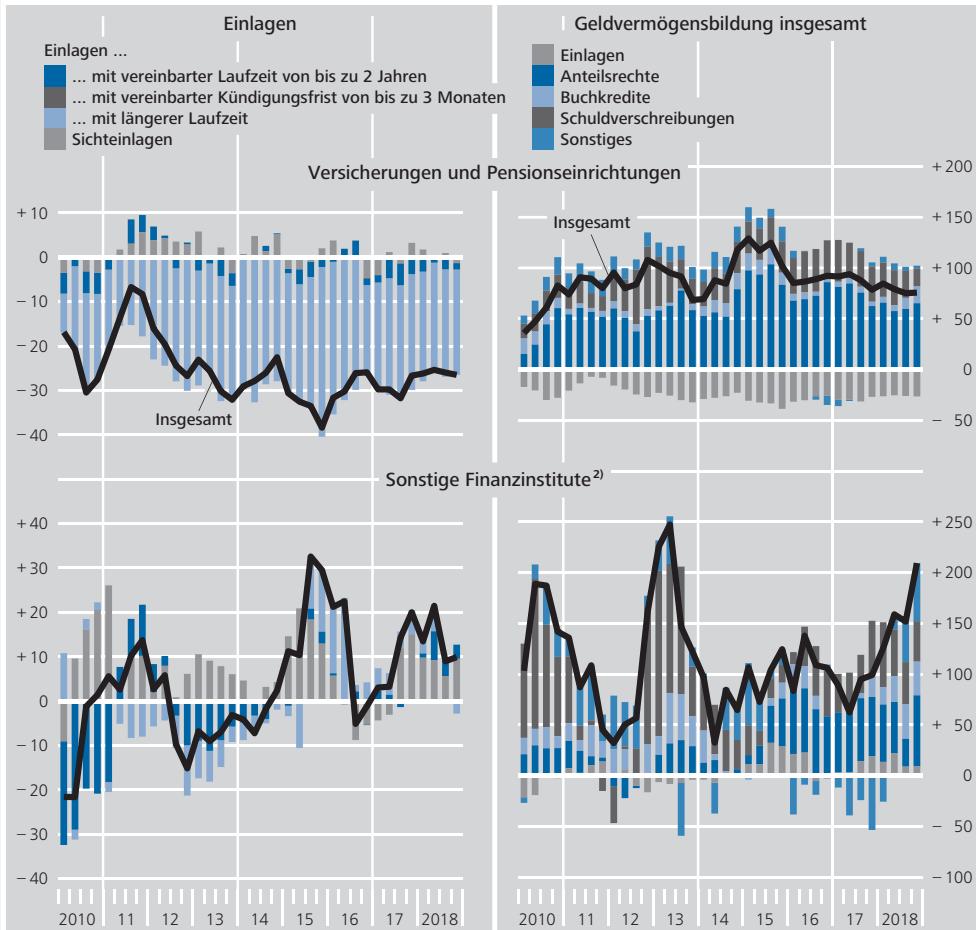 Einlagen
Einlagen ...
... mit vereinbarter Laufzeit von bis zu 2 Jahren
... mit vereinbarter Kündigungsfrist von bis zu 3 Monaten
... mit längerer Laufzeit
Sichteinlagen
Geldvermögensbildung insgesamt
Einlagen
Anteilsrechte
Buchkredite
Schuldverschreibungen
Sonstiges
Versicherungen und Pensionseinrichtungen
+ 10
0
– 10
– 20
– 30
– 40
Insgesamt
Insgesamt
+ 200
+ 150
+ 100
+ 50
0
– 50
Sonstige Finanzinstitute 2)
+ 40
+ 30
+ 20
+ 10
0
– 10
– 20
– 30
– 40
+ 250
+ 200
+ 150
+ 100
+ 50
0
– 50
– 100
2010 11 12 13 14 15 16 17 2018
2010 11 12 13 14 15 16 17 2018